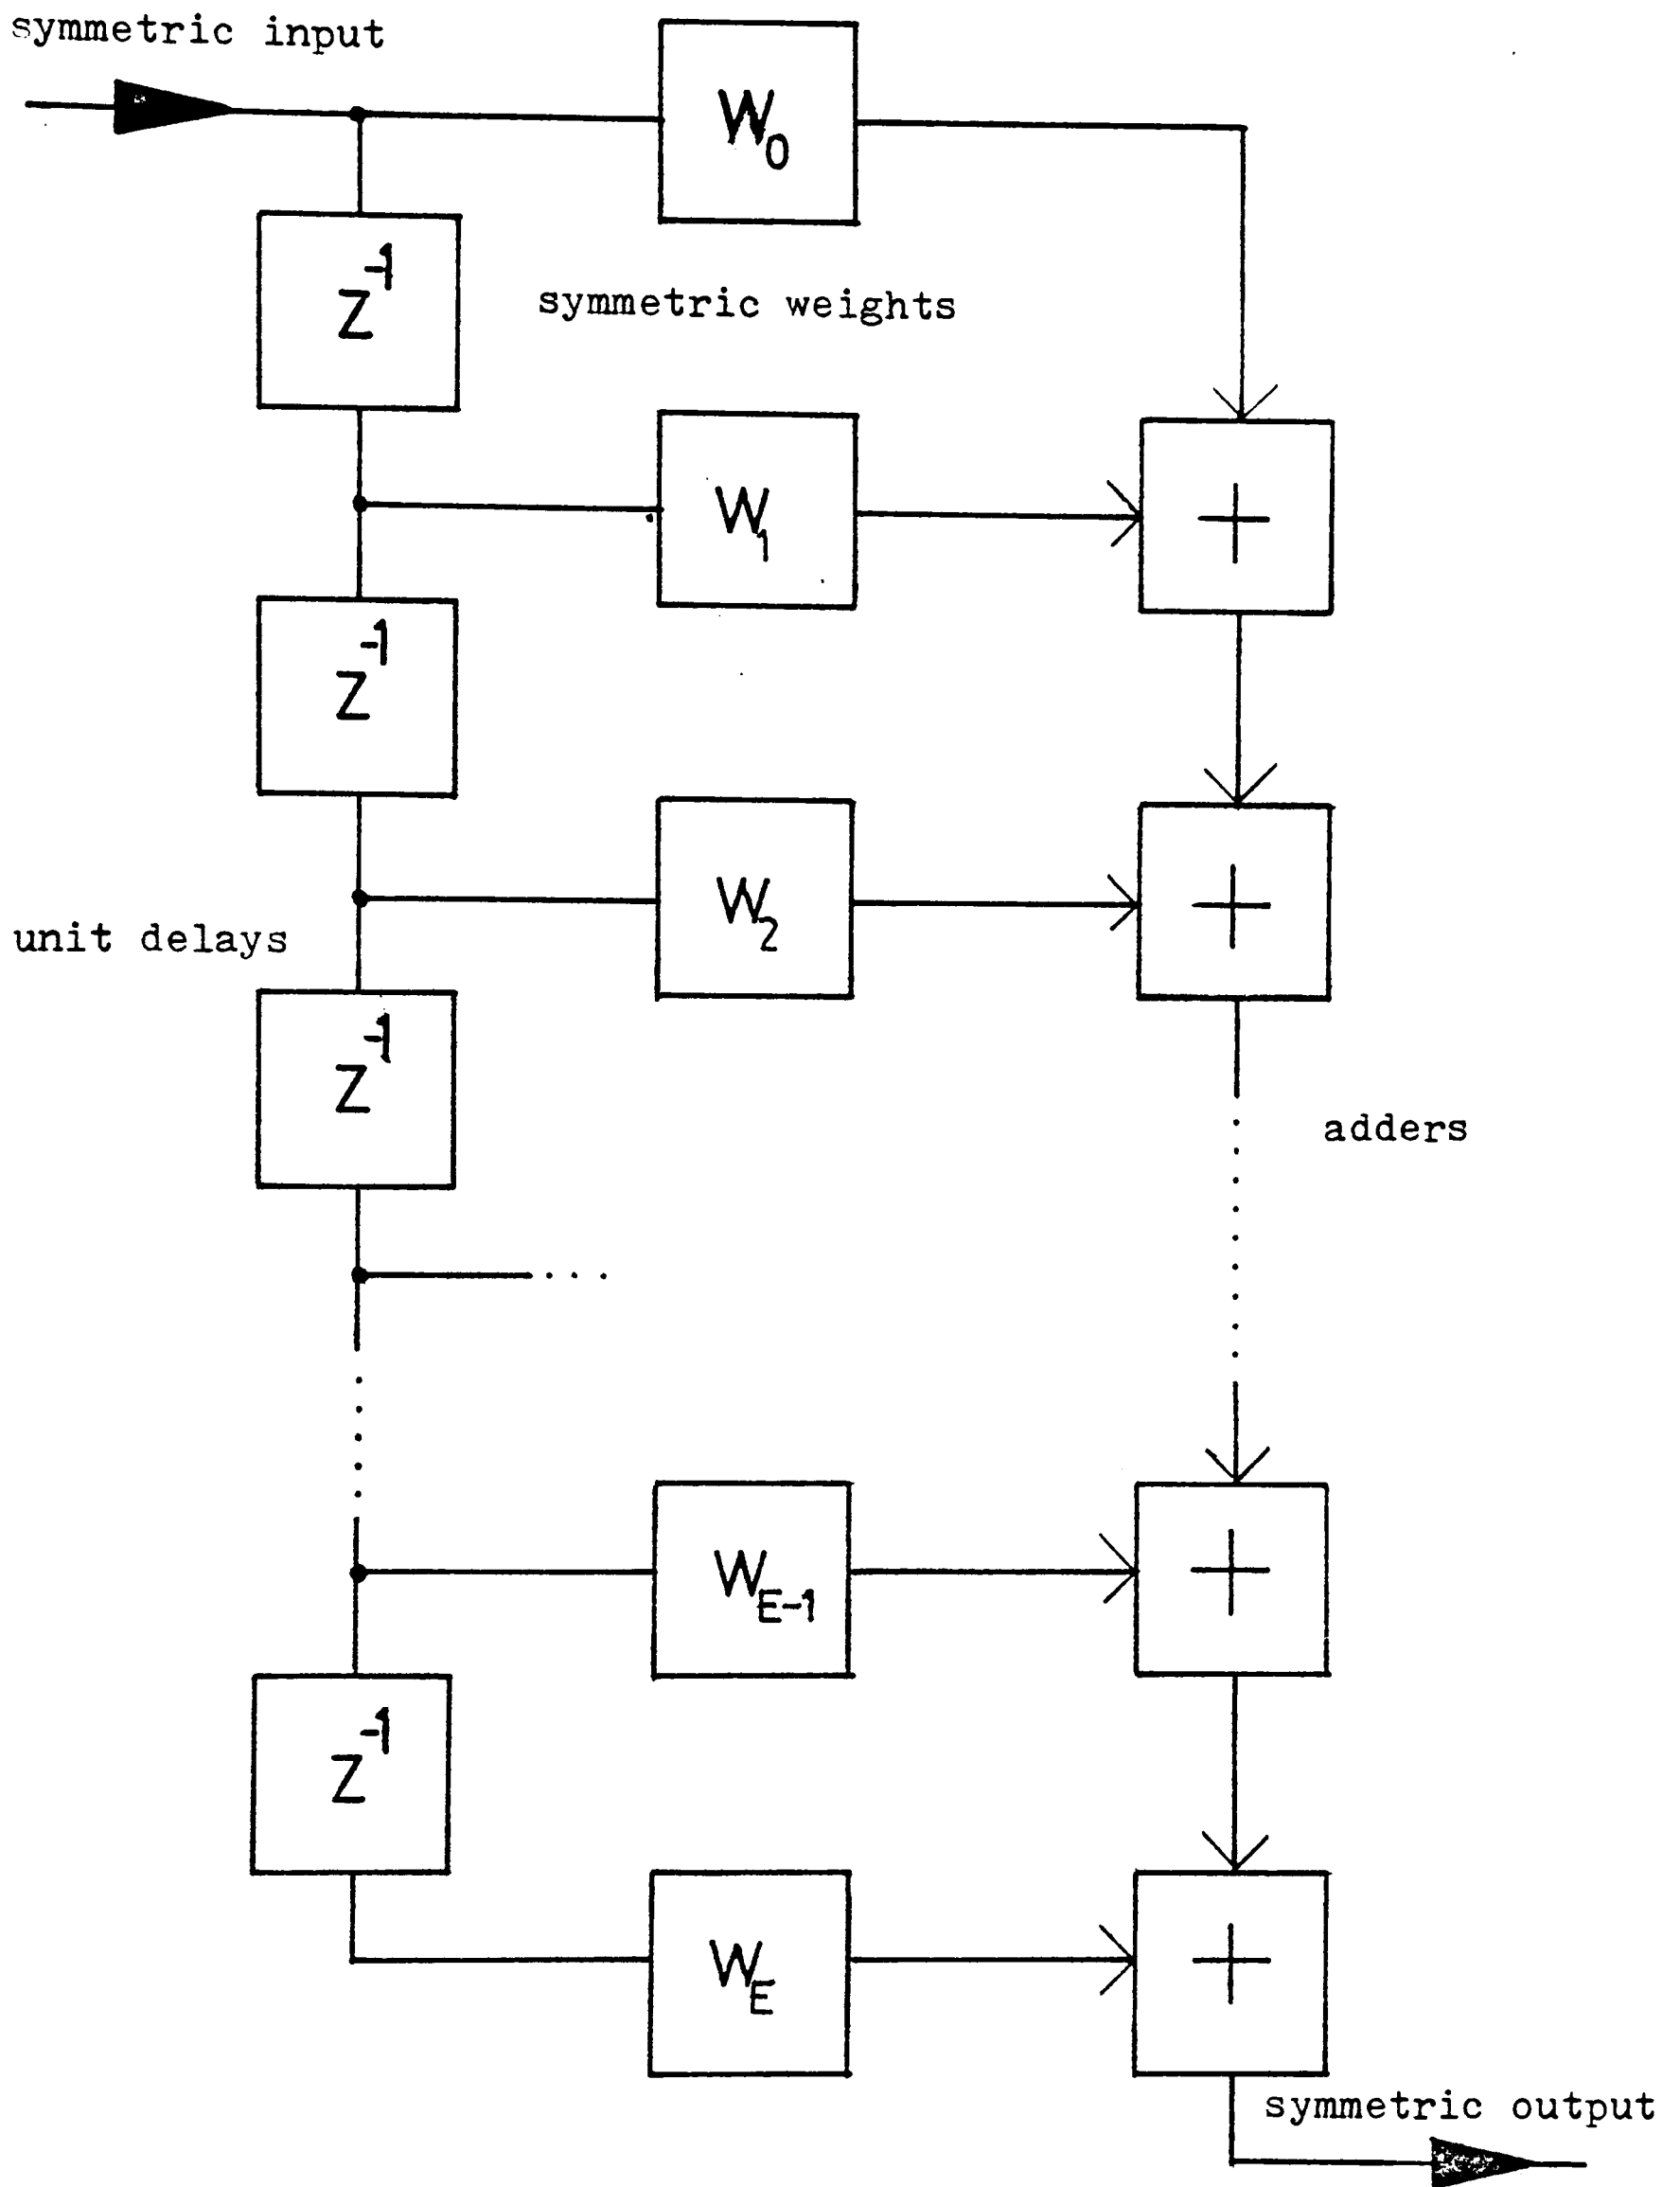 symmetric input
W0
Z-1
symmetric weights
W1
+
Z-1
W2
+
unit delays
Z-1
adders
WE-1
+
Z-1
WE
+
symmetric output